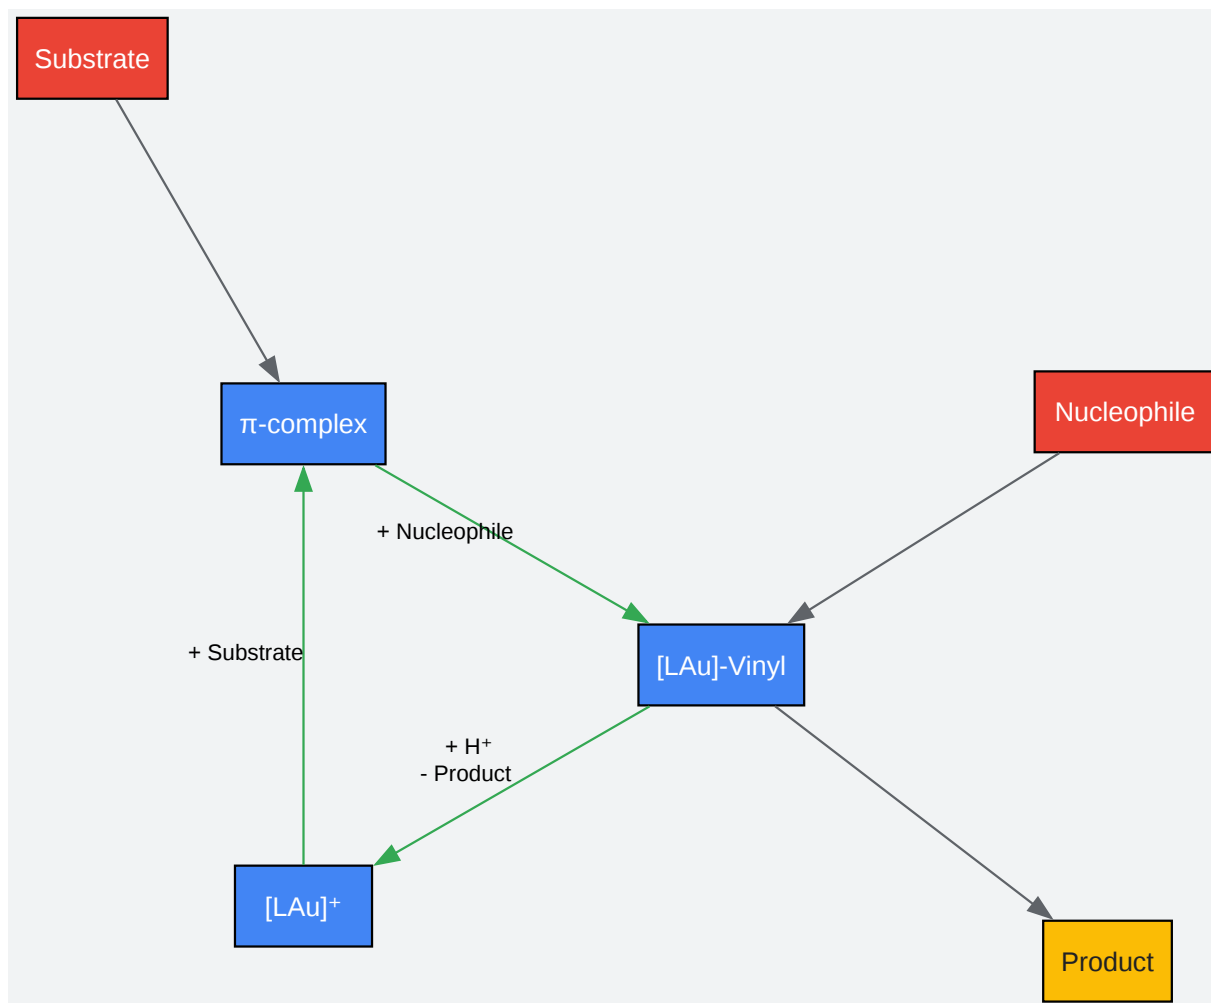 Substrate
π-complex
Nucleophile
+ Nucleophile
+ Substrate
[LAu]-Vinyl
+ H⁺
- Product
[LAu]⁺
Product